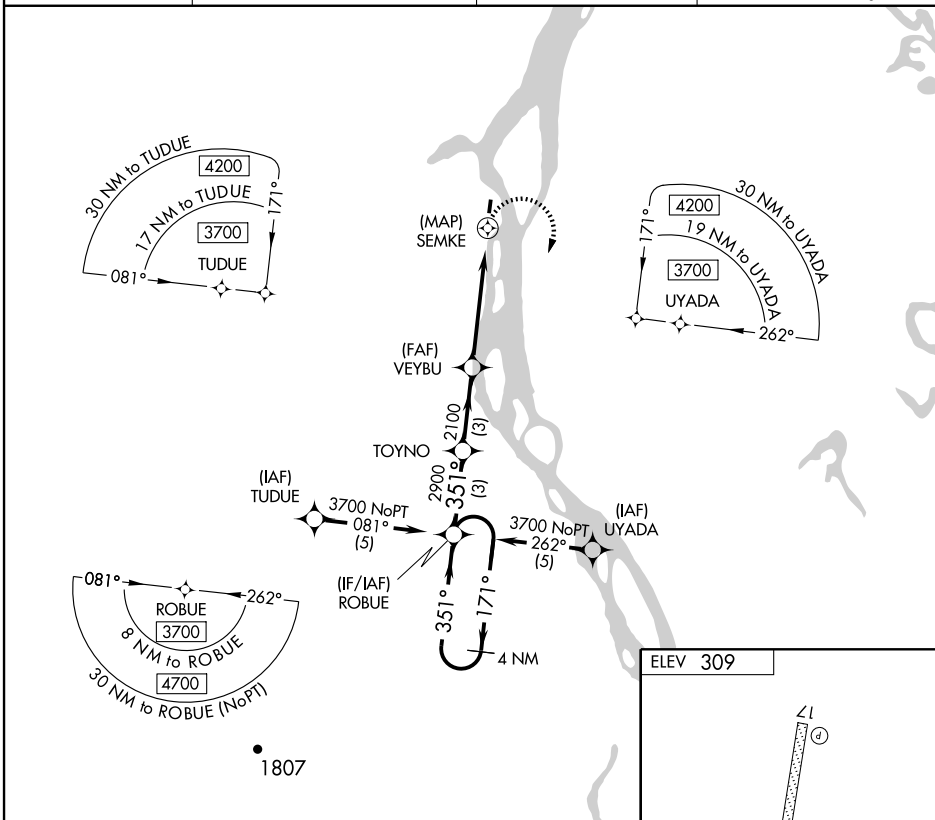 30 NM to TUDUE
4200
17 NM to TUDUE
3700
TUDUE
171°
081°
30 NM to UYADA
4200
19 NM to UYADA
3700
UYADA
171°
262°
(MAP)
SEMKE
(FAF)
VEYBU
2100
(3)
TOYNO
2900
351°
(3)
(IAF)
TUDUE
3700 NoPT
081°
(5)
3700 NoPT
262°
(5)
(IAF)
UYADA
(IF/IAF)
ROBUE
351°
171°
4 NM
081°
262°
ROBUE
3700
8 NM to ROBUE
4700
30 NM to ROBUE (NoPT)
1807
ELEV 309
17
P